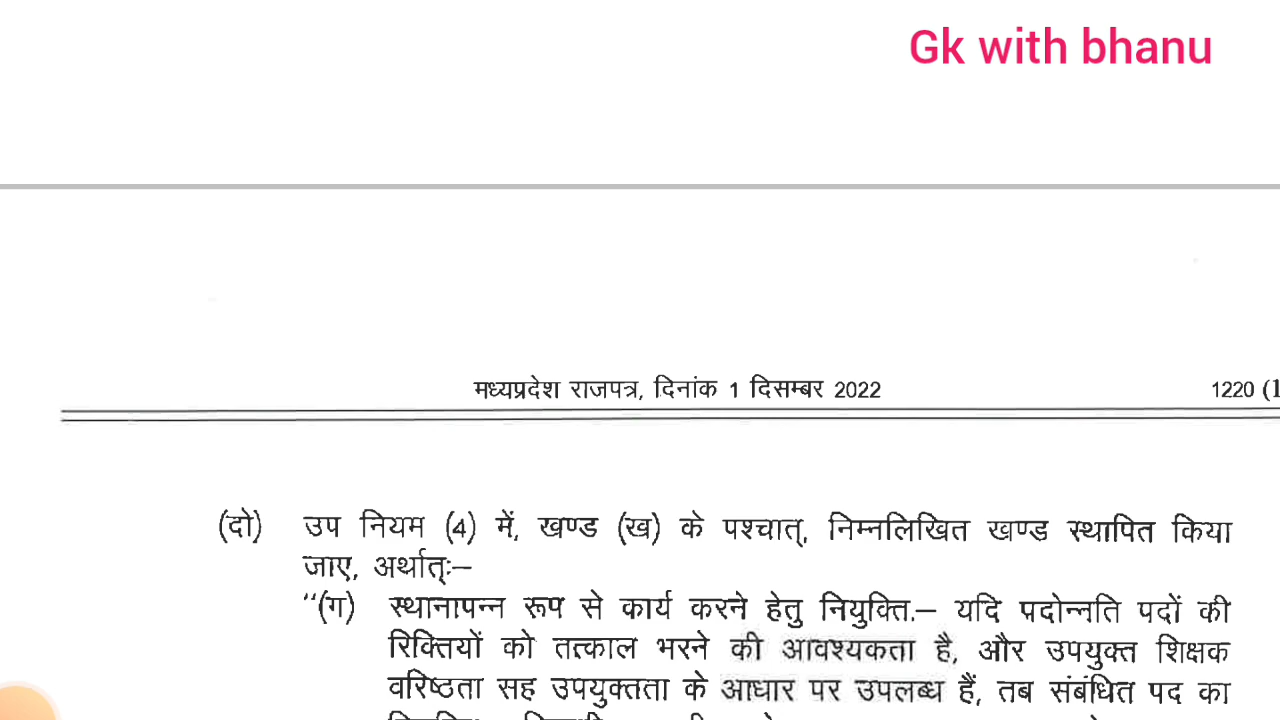 Gk with bhanu
मध्यप्रदेश राजपत्र, दिनांक 1 दिसम्बर 2022
1220 (1
(दो) उप नियम (4) में, खण्ड (ख) के पश्चात्, निम्नलिखित खण्ड स्थापित किया
जाए, अर्थात्:–
"(ग) स्थानापन्न रूप से कार्य करने हेतु नियुक्ति.– यदि पदोन्नति पदों की
रिक्तियों को तत्काल भरने की आवश्यकता है, और उपयुक्त शिक्षक
वरिष्ठता सह उपयुक्तता के आधार पर उपलब्ध हैं, तब संबंधित पद का